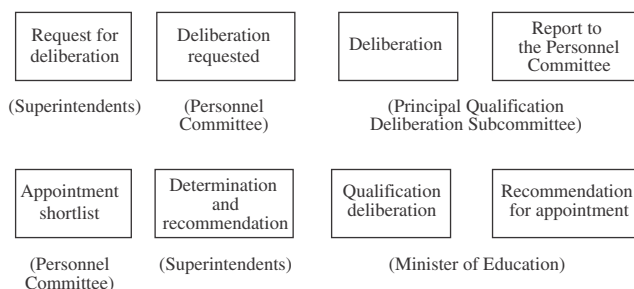 Request for
deliberation
Deliberation
requested
Deliberation
Report to
the Personnel
Committee
(Superintendents)
(Personnel
Committee)
(Principal Qualification
Deliberation Subcommittee)
Appointment
shortlist
Determination
and
recommendation
Qualification
deliberation
Recommendation
for appointment
(Personnel
Committee)
(Superintendents)
(Minister of Education)